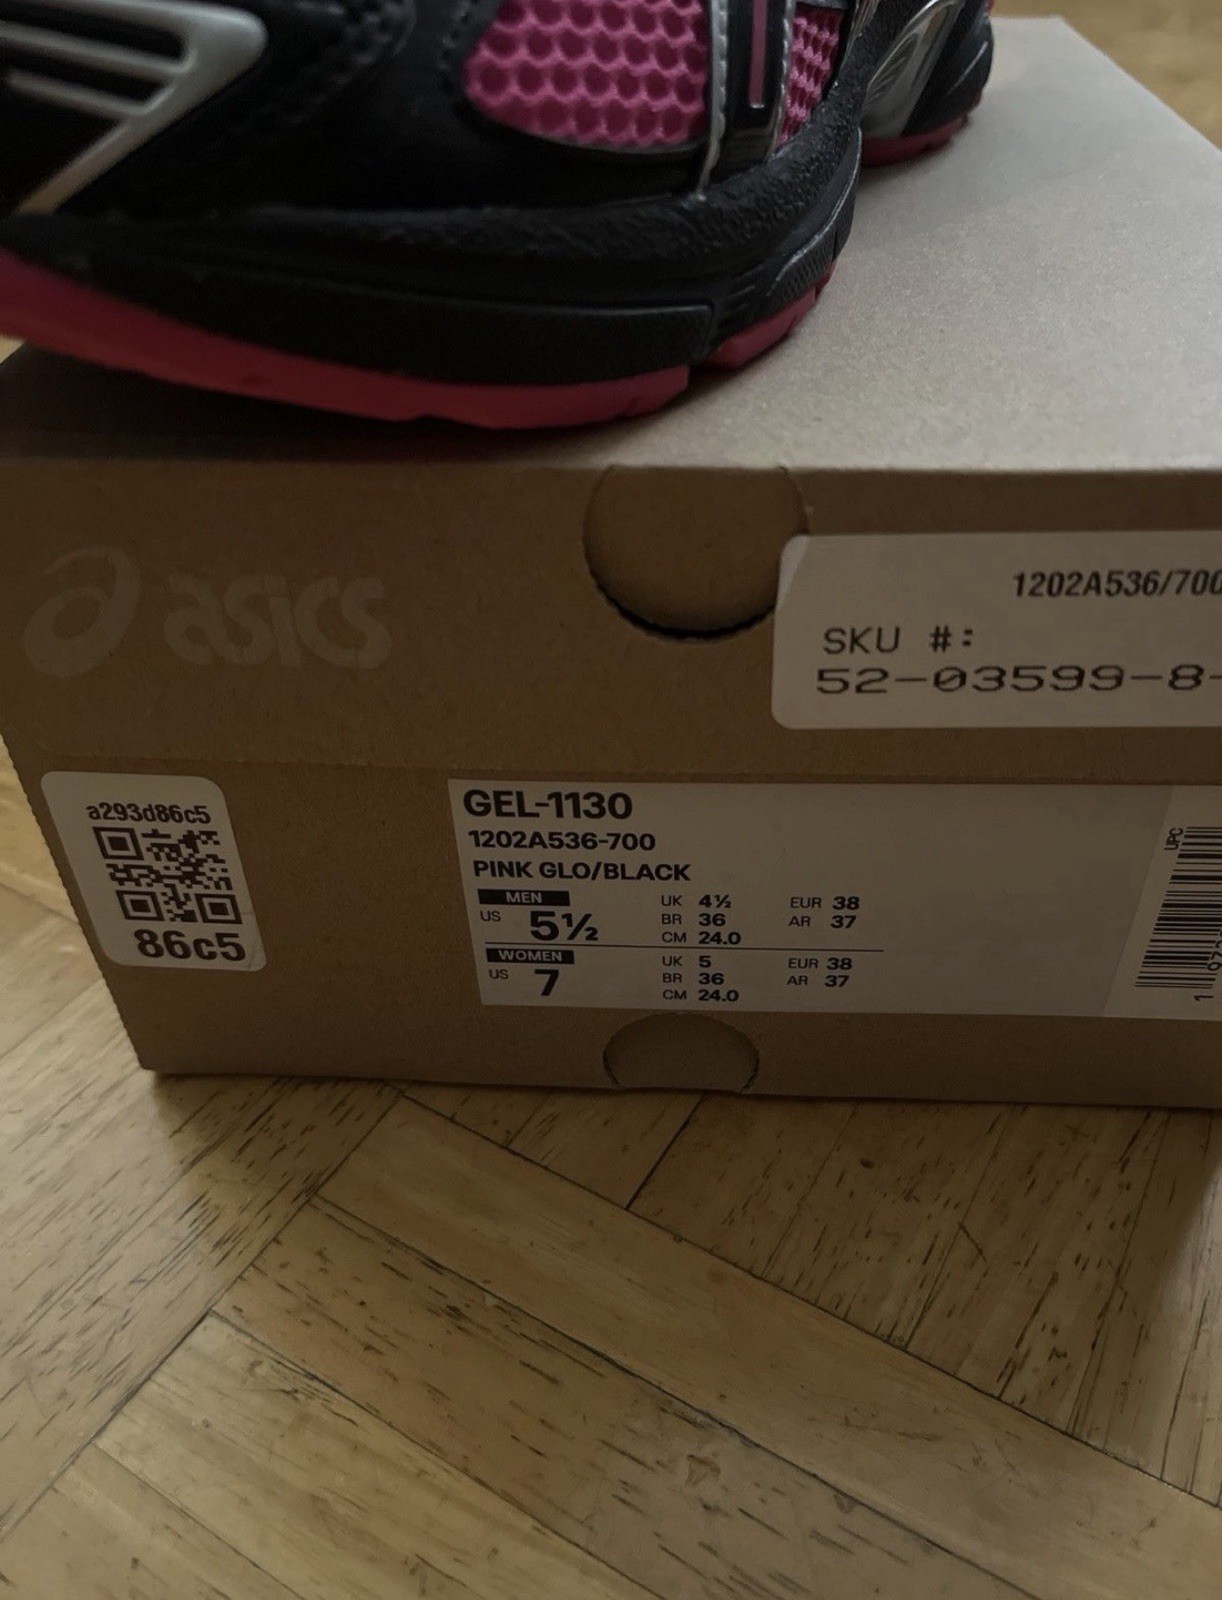 asics
1202A536/700
SKU #:
52-03599-8-
a293d86c5
86c5
GEL-1130
1202A536-700
PINK GLO/BLACK
MEN
US 5½
UK 4½ EUR 38
BR 36 AR 37
CM 24.0
WOMEN
US 7
UK 5 EUR 38
BR 36 AR 37
CM 24.0
UPC